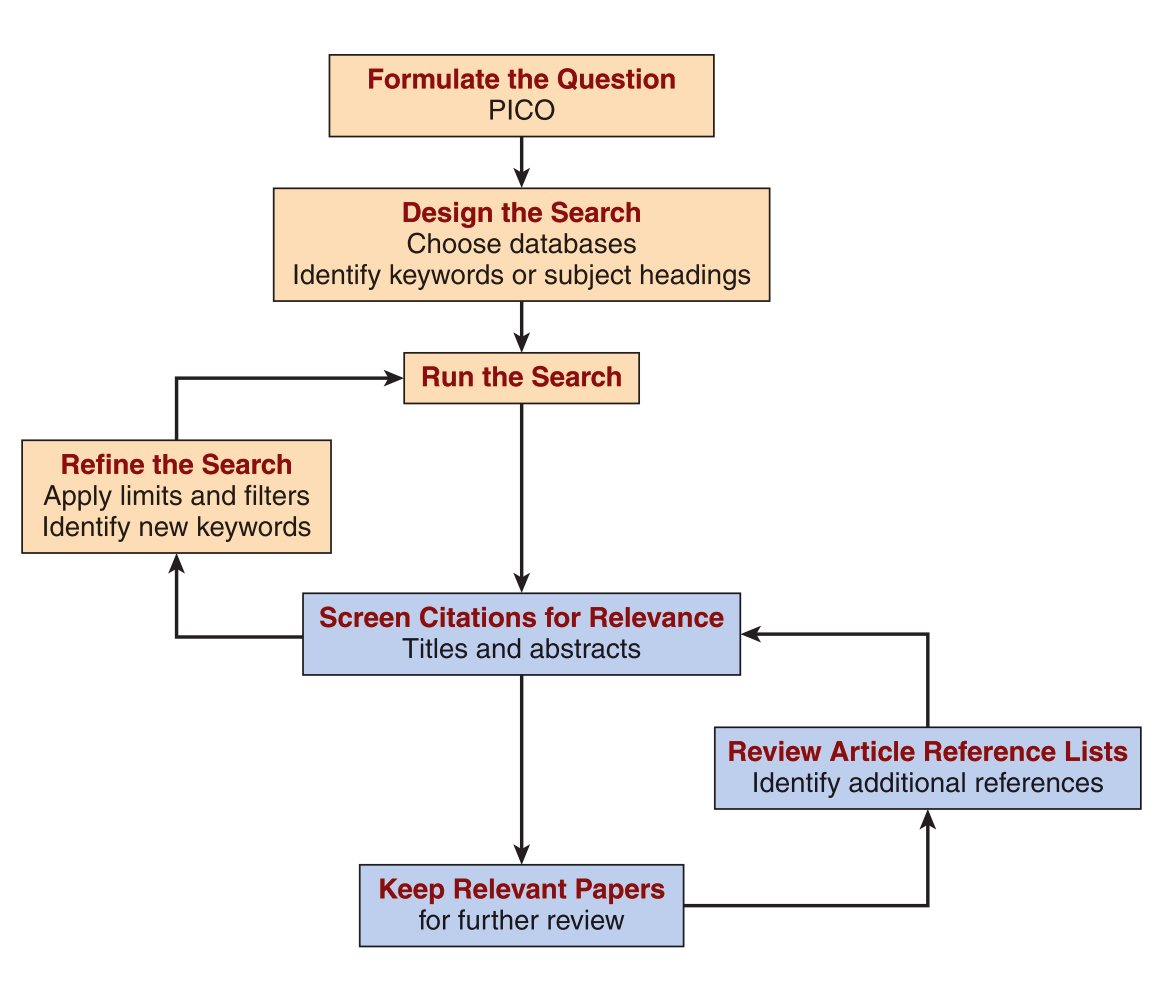 Formulate the Question
PICO
Design the Search
Choose databases
Identify keywords or subject headings
Run the Search
Refine the Search
Apply limits and filters
Identify new keywords
Screen Citations for Relevance
Titles and abstracts
Review Article Reference Lists
Identify additional references
Keep Relevant Papers
for further review